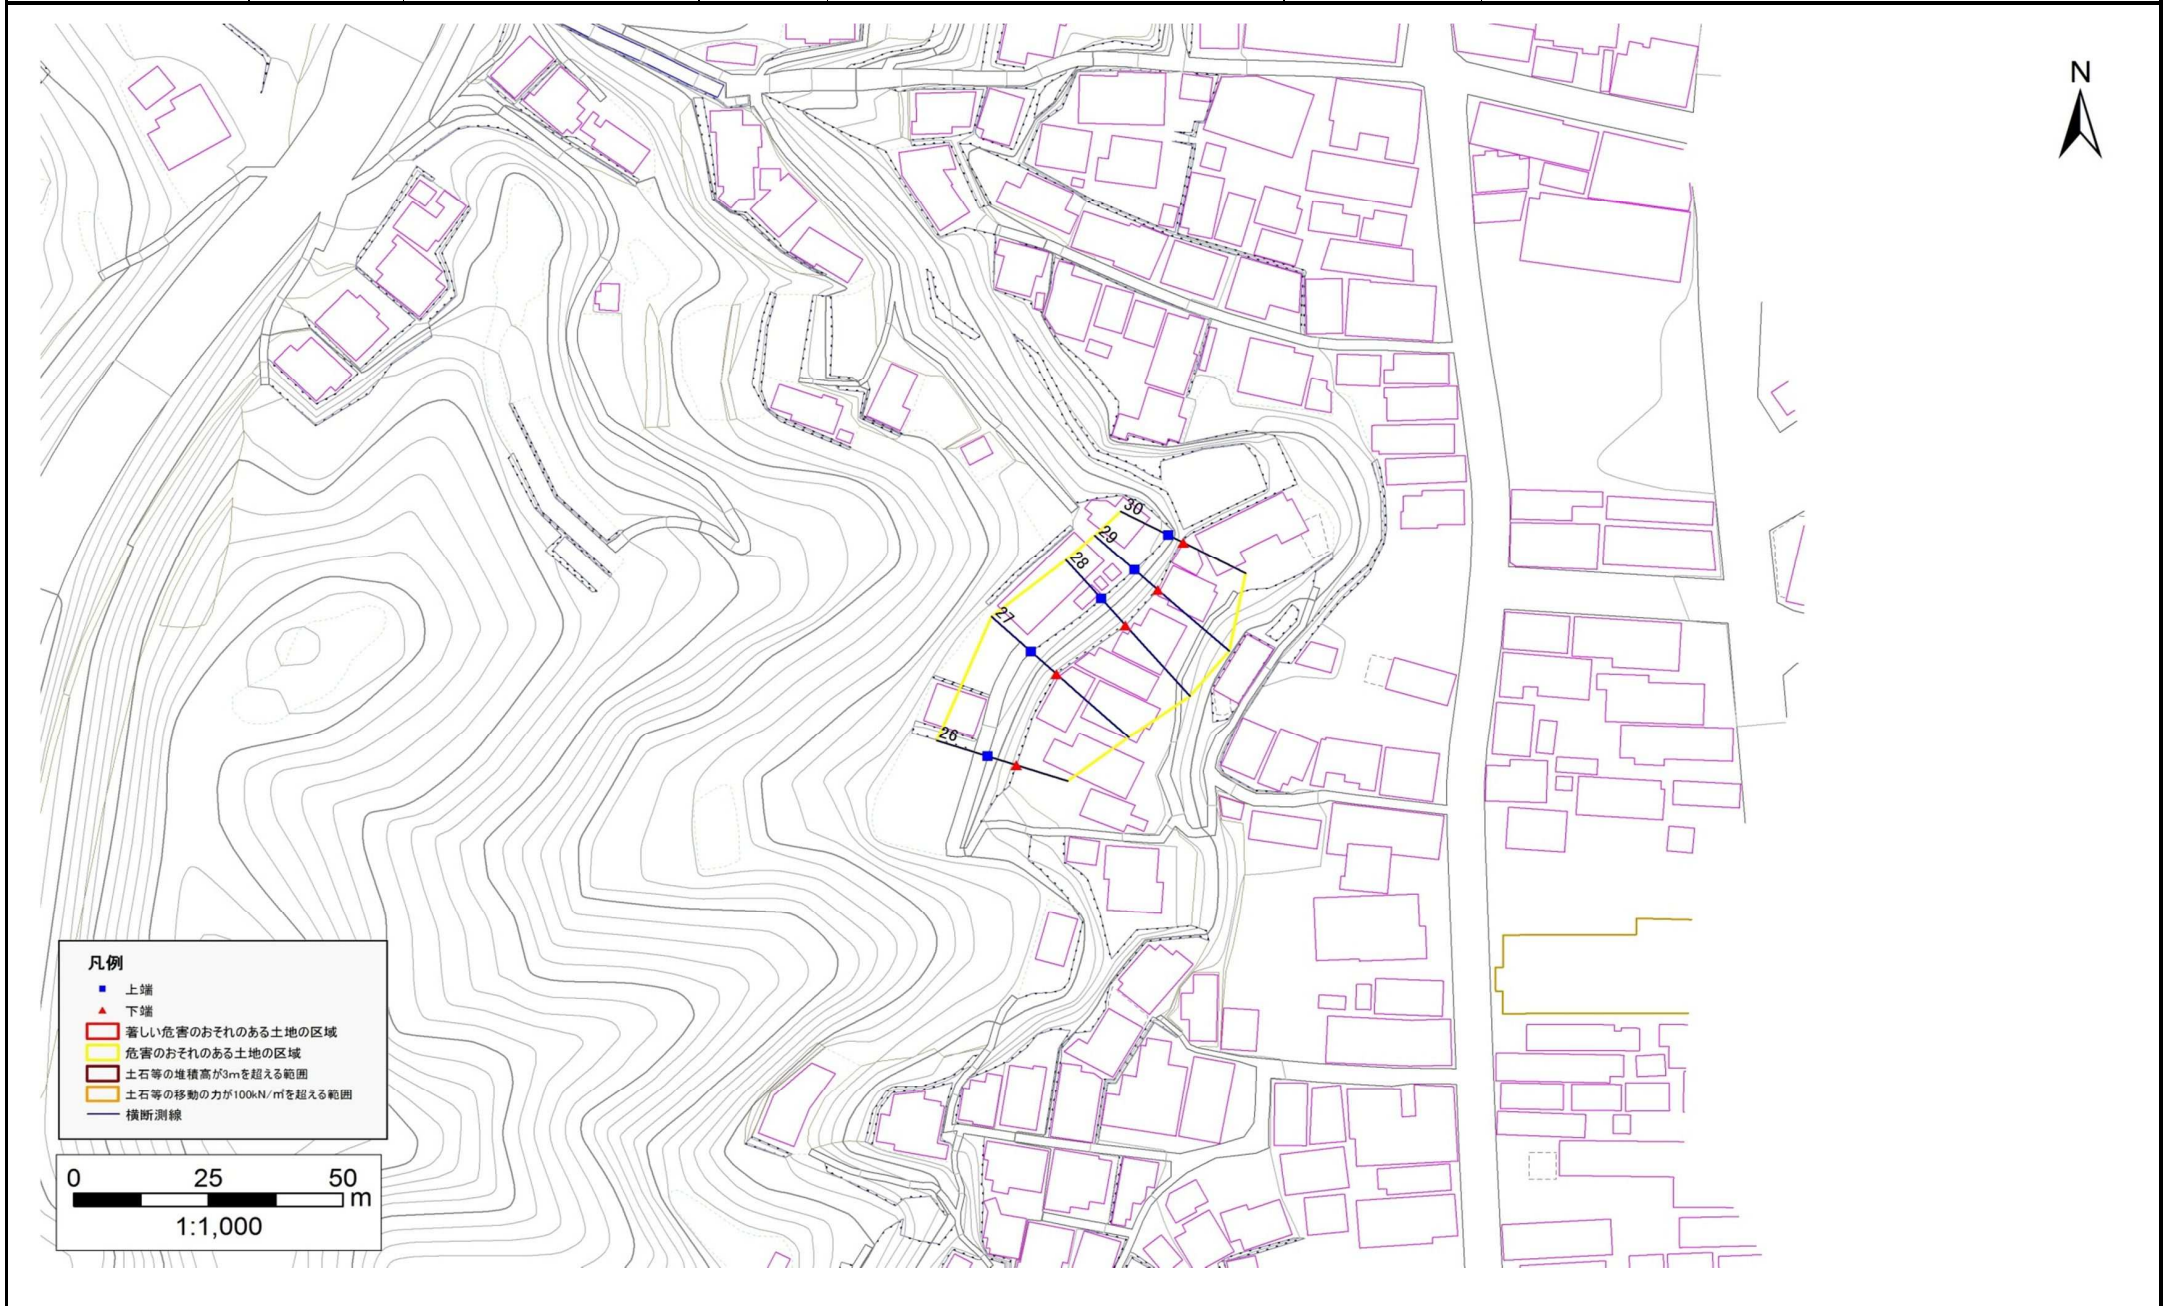 N
30
29
28
27
26
凡例
上端
下端
著しい危害のおそれのある土地の区域
危害のおそれのある土地の区域
土石等の堆積高が3mを超える範囲
土石等の移動の力が100kN/㎡を超える範囲
横断測線
0 25 50
m
1:1,000